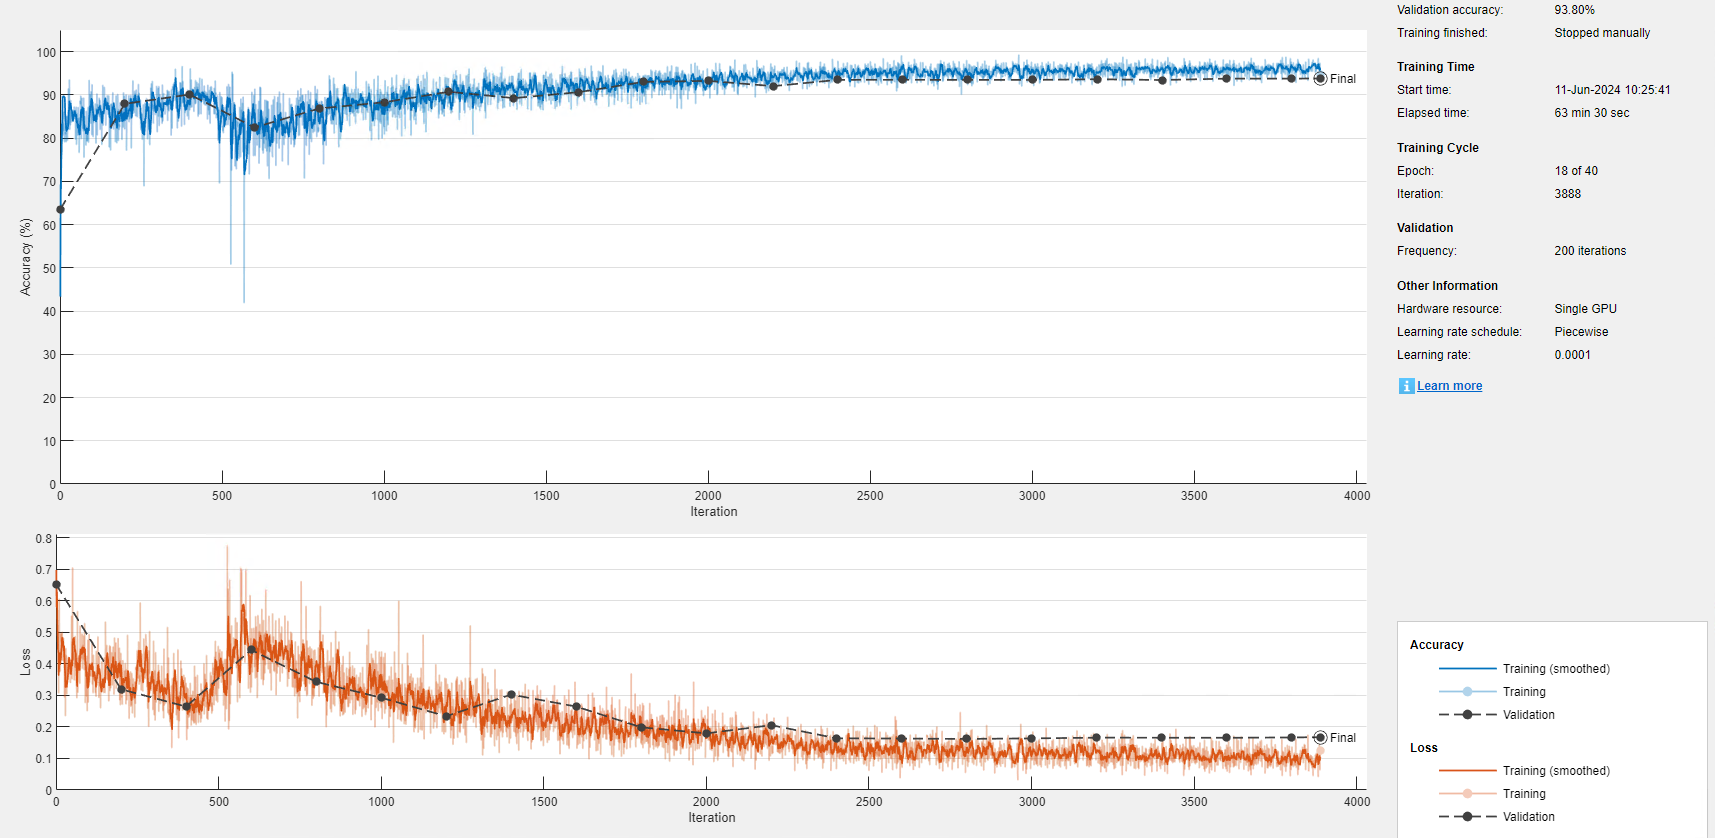 Validation accuracy: 93.80%
Training finished: Stopped manually
Training Time
Start time: 11-Jun-2024 10:25:41
Elapsed time: 63 min 30 sec
Training Cycle
Epoch: 18 of 40
Iteration: 3888
Validation
Frequency: 200 iterations
Other Information
Hardware resource: Single GPU
Learning rate schedule: Piecewise
Learning rate: 0.0001
i Learn more
Accuracy (%)
100
90
80
70
60
50
40
30
20
10
0
Final
0 500 1000 1500 2000 2500 3000 3500 4000
Iteration
Loss
0.8
0.7
0.6
0.5
0.4
0.3
0.2
0.1
0
Final
0 500 1000 1500 2000 2500 3000 3500 4000
Iteration
Accuracy
Training (smoothed)
Training
Validation
Loss
Training (smoothed)
Training
Validation